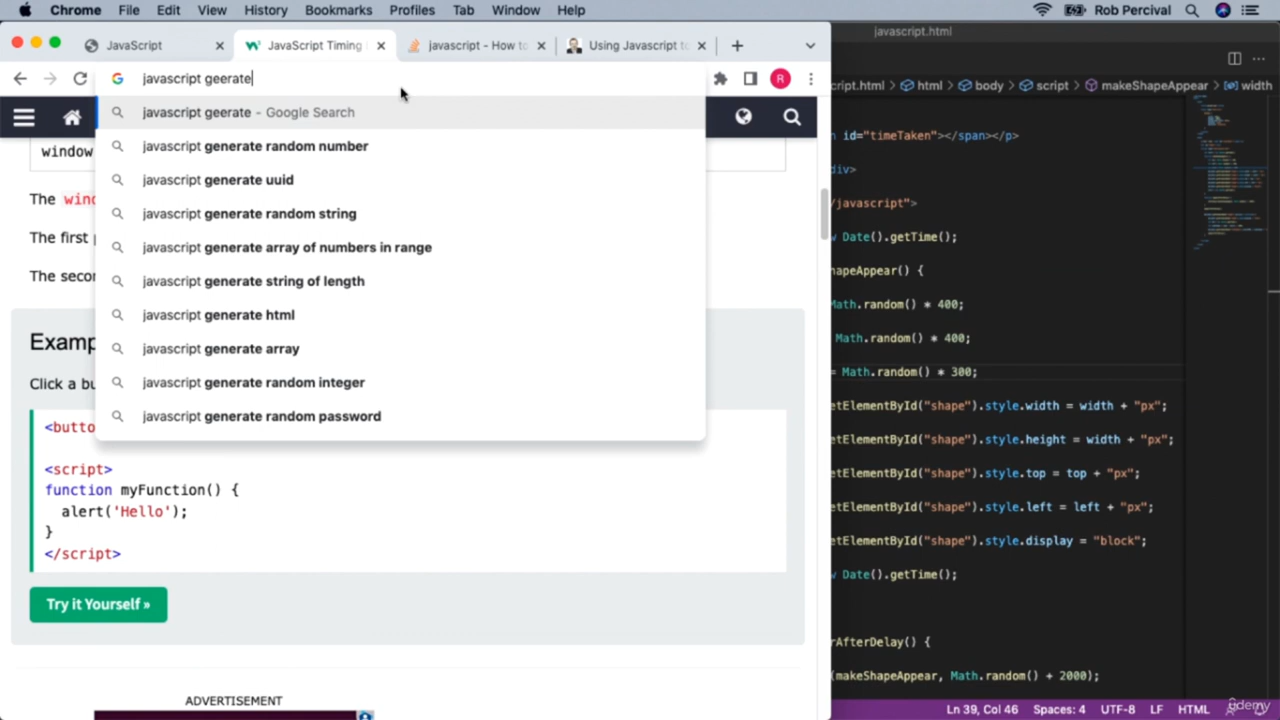 Chrome File Edit View History Bookmarks Profiles Tab Window Help Rob Percival
JavaScript
JavaScript Timing
javascript - How to
Using Javascript to
javascript.html
javascript geerate
R
cript.html html body script makeShapeAppear width
javascript geerate - Google Search
javascript generate random number
javascript generate uuid
javascript generate random string
javascript generate array of numbers in range
javascript generate string of length
javascript generate html
javascript generate array
javascript generate random integer
javascript generate random password
window
The wind
The first p
The secon
Examp
Click a bu
<butto
<script>
function myFunction() {
alert('Hello');
}
</script>
Try it Yourself »
ADVERTISEMENT
n id="timeTaken"></span></p>
div>
/javascript">
w Date().getTime();
hapeAppear() {
Math.random() * 400;
Math.random() * 400;
= Math.random() * 300;
etElementById("shape").style.width = width + "px";
etElementById("shape").style.height = width + "px";
etElementById("shape").style.top = top + "px";
etElementById("shape").style.left = left + "px";
etElementById("shape").style.display = "block";
w Date().getTime();
rAfterDelay() {
(makeShapeAppear, Math.random() + 2000);
Ln 39, Col 46 Spaces: 4 UTF-8 LF HTML
udemy